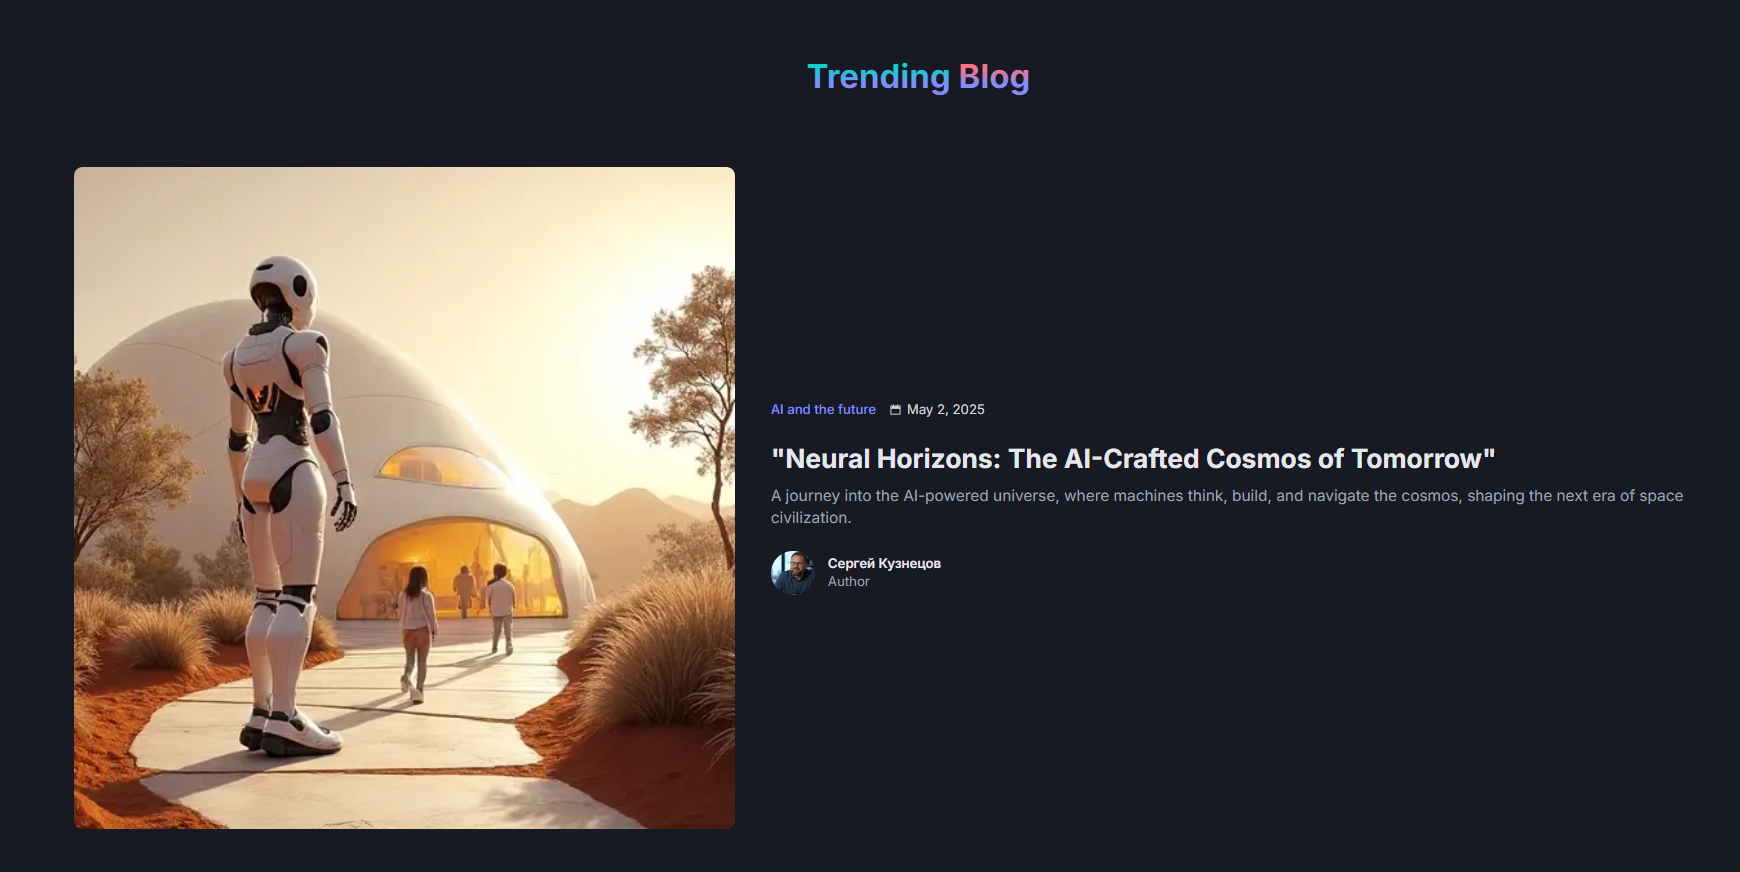 Trending Blog
AI and the future May 2, 2025
"Neural Horizons: The AI-Crafted Cosmos of Tomorrow"
A journey into the AI-powered universe, where machines think, build, and navigate the cosmos, shaping the next era of space
civilization.
Сергей Кузнецов
Author